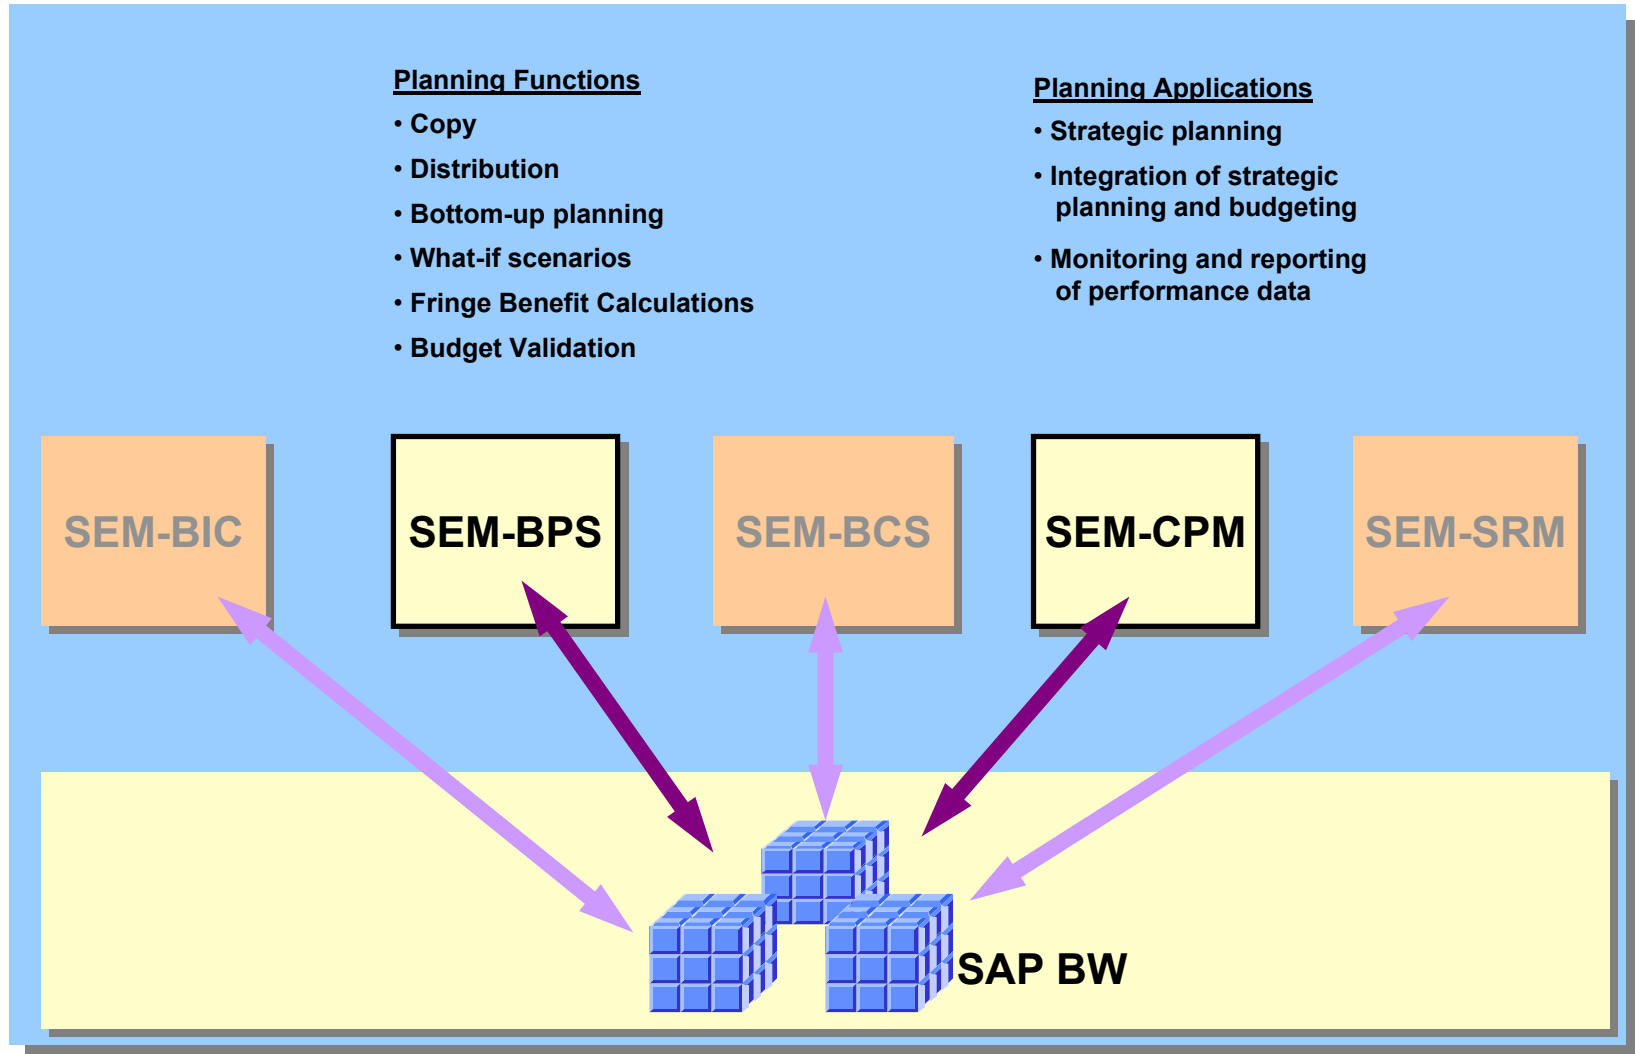 Planning Functions
• Copy
• Distribution
• Bottom-up planning
• What-if scenarios
• Fringe Benefit Calculations
• Budget Validation
Planning Applications
• Strategic planning
• Integration of strategic
planning and budgeting
• Monitoring and reporting
of performance data
SEM-BIC
SEM-BPS
SEM-BCS
SEM-CPM
SEM-SRM
SAP BW